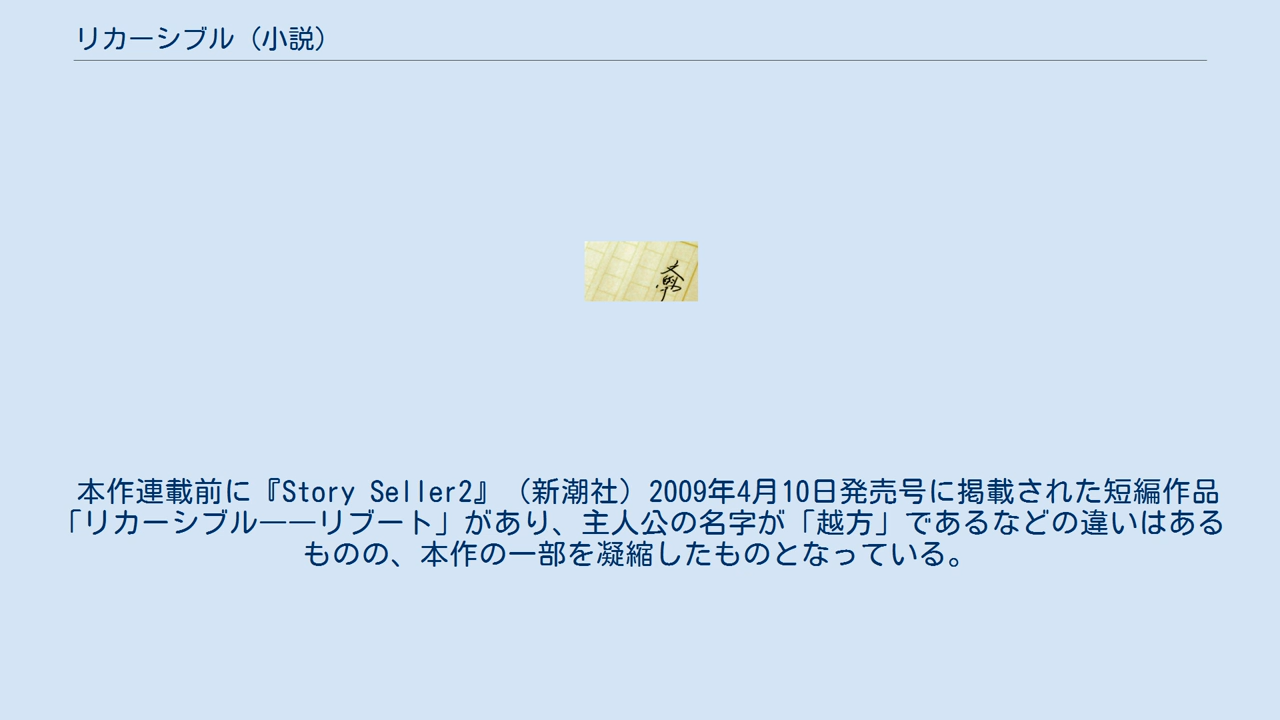 リカーシブル（小説）
本作連載前に『Story Seller2』（新潮社）2009年4月10日発売号に掲載された短編作品
「リカーシブル――リブート」があり、主人公の名字が「越方」であるなどの違いはある
ものの、本作の一部を凝縮したものとなっている。